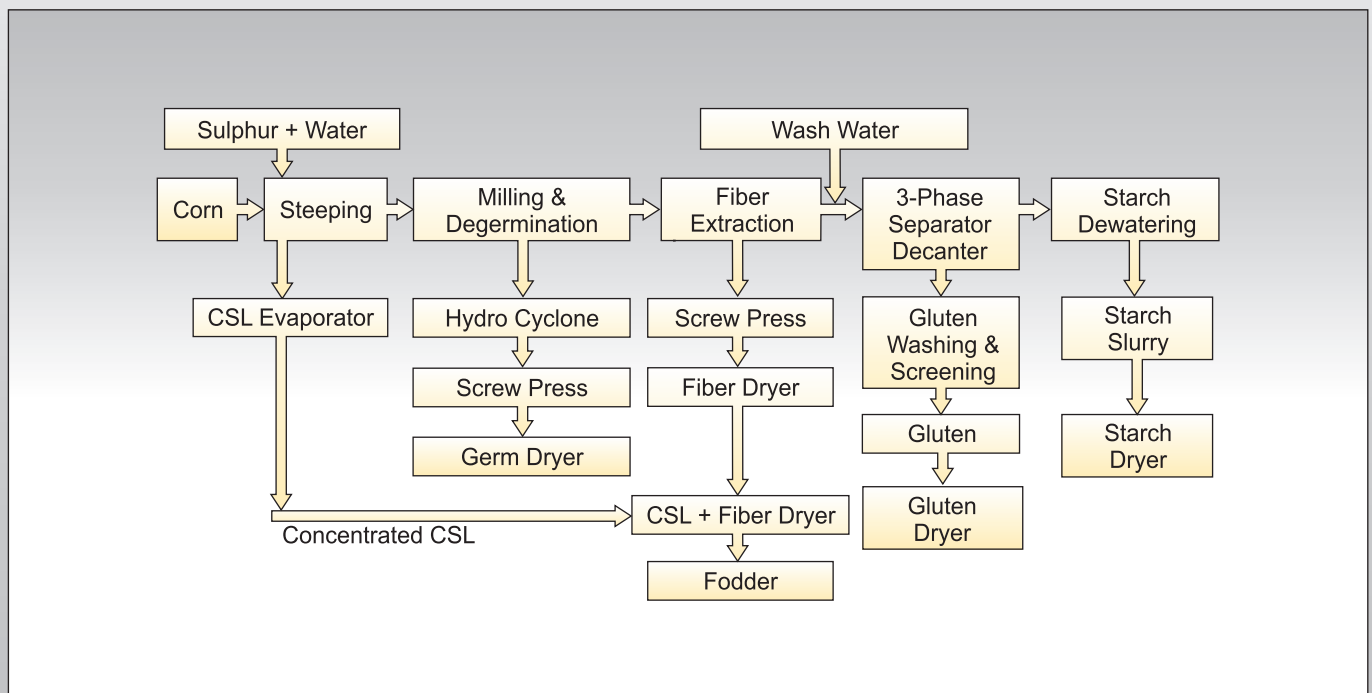 Sulphur + Water
Wash Water
Corn
Steeping
Milling &
Degermination
Fiber
Extraction
3-Phase
Separator
Decanter
Starch
Dewatering
CSL Evaporator
Hydro Cyclone
Screw Press
Gluten
Washing &
Screening
Starch
Slurry
Screw Press
Fiber Dryer
Germ Dryer
Gluten
Starch
Dryer
CSL + Fiber Dryer
Gluten
Dryer
Concentrated CSL
Fodder